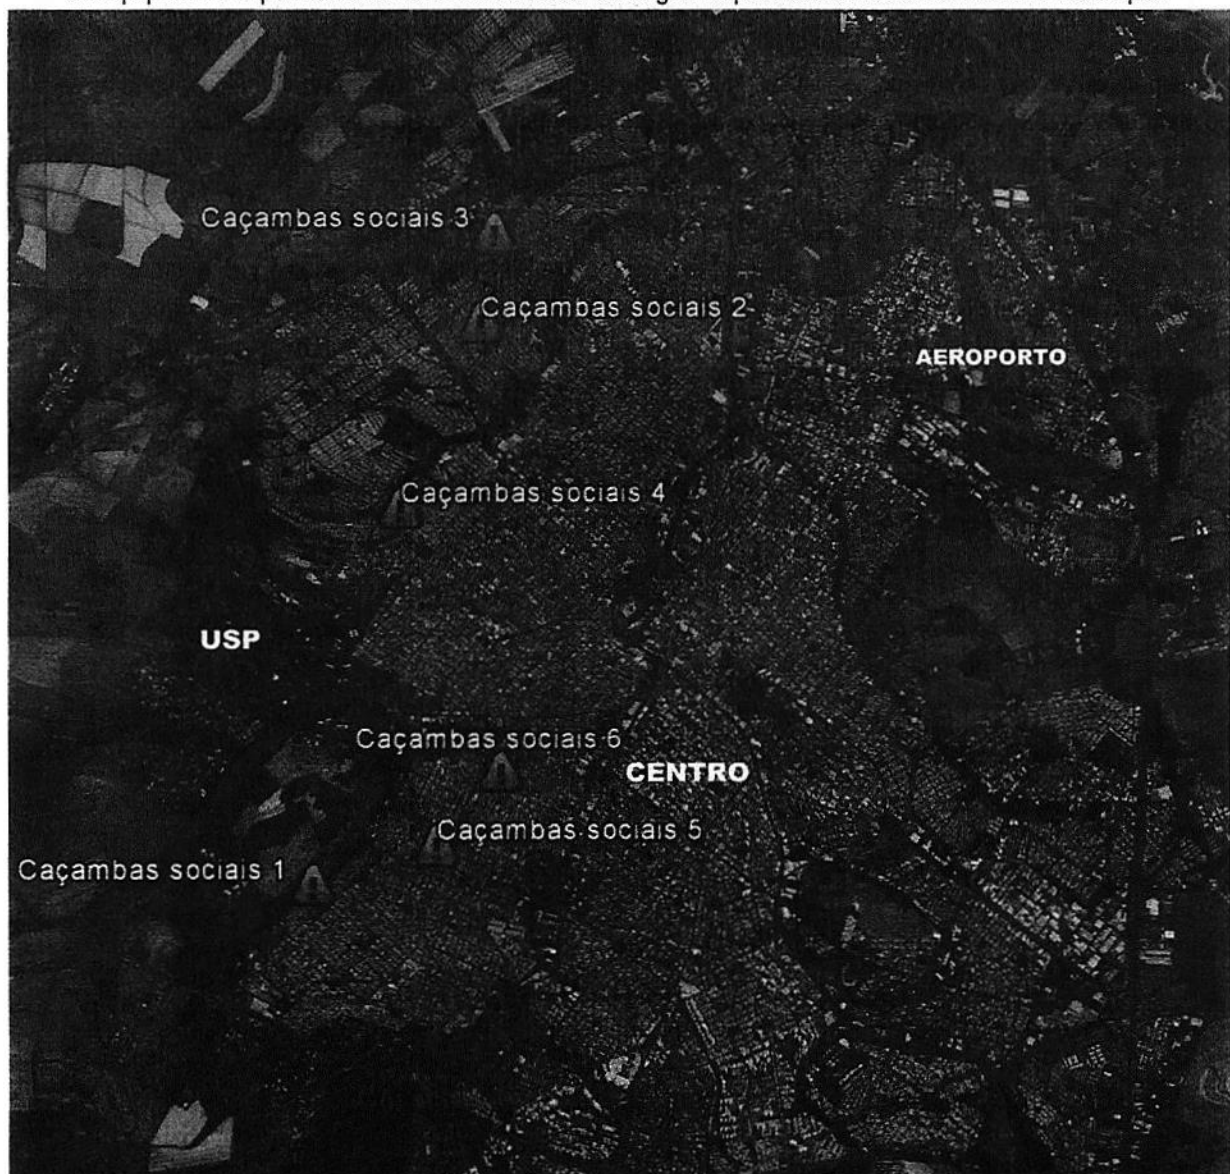 Caçambas sociais 3
Caçambas sociais 2
AEROPORTO
Caçambas sociais 4
USP
Caçambas sociais 6
CENTRO
Caçambas sociais 5
Caçambas sociais 1